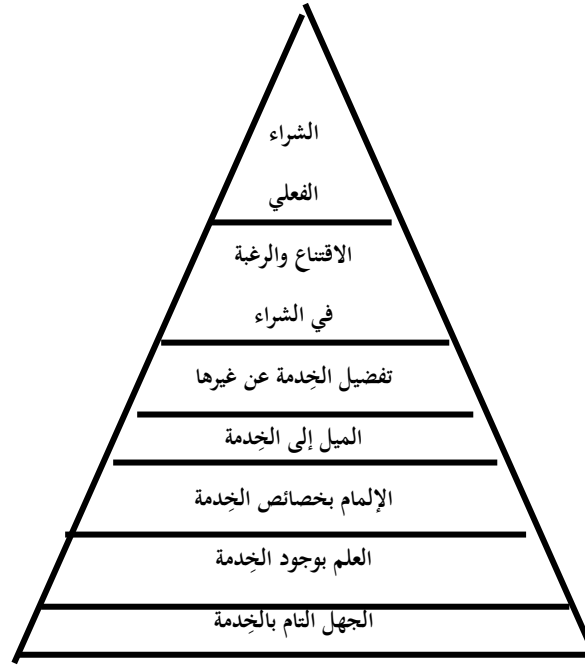 الشراء
الفعلي
الاقتناع والرغبة
في الشراء
تفضيل الخِدمة عن غيرها
الميل إلى الخِدمة
الإلمام بخصائص الخِدمة
العلم بوجود الخِدمة
الجهل التام بالخِدمة